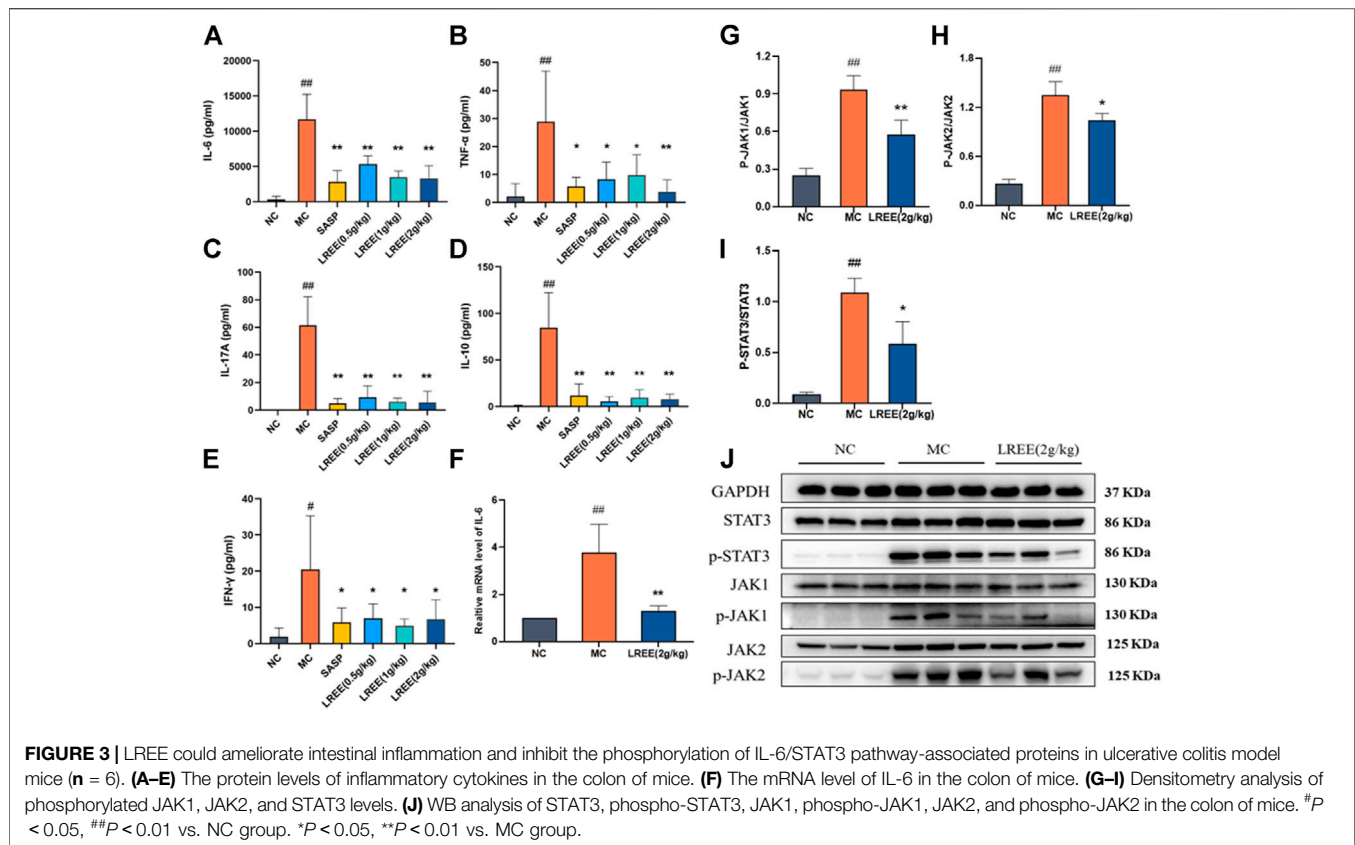 A
IL-6 (pg/ml)
20000
15000
10000
5000
0
##
**
**
**
**
NC
MC
SASP
LREE(0.5g/kg)
LREE(1g/kg)
LREE(2g/kg)
B
TNF-α (pg/ml)
50
40
30
20
10
0
##
*
*
*
**
NC
MC
SASP
LREE(0.5g/kg)
LREE(1g/kg)
LREE(2g/kg)
G
P-JAK1/JAK1
1.2
0.9
0.6
0.3
0.0
##
**
NC
MC
LREE(2g/kg)
H
P-JAK2/JAK2
1.8
1.2
0.6
0.0
##
*
NC
MC
LREE(2g/kg)
C
IL-17A (pg/ml)
100
80
60
40
20
0
##
**
**
**
**
NC
MC
SASP
LREE(0.5g/kg)
LREE(1g/kg)
LREE(2g/kg)
D
IL-10 (pg/ml)
150
100
50
0
##
**
**
**
**
NC
MC
SASP
LREE(0.5g/kg)
LREE(1g/kg)
LREE(2g/kg)
I
P-STAT3/STAT3
1.5
1.0
0.5
0.0
##
*
NC
MC
LREE(2g/kg)
E
IFN-γ (pg/ml)
40
30
20
10
0
#
*
*
*
*
NC
MC
SASP
LREE(0.5g/kg)
LREE(1g/kg)
LREE(2g/kg)
F
Realtive mRNA level of IL-6
6
4
2
0
##
**
NC
MC
LREE(2g/kg)
J
NC MC LREE(2g/kg)
GAPDH 37 KDa
STAT3 86 KDa
p-STAT3 86 KDa
JAK1 130 KDa
p-JAK1 130 KDa
JAK2 125 KDa
p-JAK2 125 KDa
FIGURE 3 | LREE could ameliorate intestinal inflammation and inhibit the phosphorylation of IL-6/STAT3 pathway-associated proteins in ulcerative colitis model
mice (n = 6). (A–E) The protein levels of inflammatory cytokines in the colon of mice. (F) The mRNA level of IL-6 in the colon of mice. (G–I) Densitometry analysis of
phosphorylated JAK1, JAK2, and STAT3 levels. (J) WB analysis of STAT3, phospho-STAT3, JAK1, phospho-JAK1, JAK2, and phospho-JAK2 in the colon of mice. #P
< 0.05, ##P < 0.01 vs. NC group. *P < 0.05, **P < 0.01 vs. MC group.